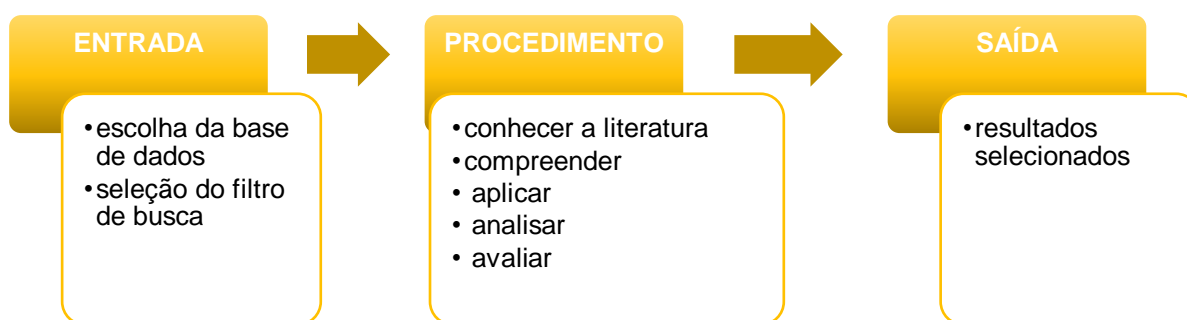 ENTRADA
•escolha da base
de dados
•seleção do filtro
de busca
PROCEDIMENTO
•conhecer a literatura
•compreender
• aplicar
• analisar
• avaliar
SAÍDA
•resultados
selecionados